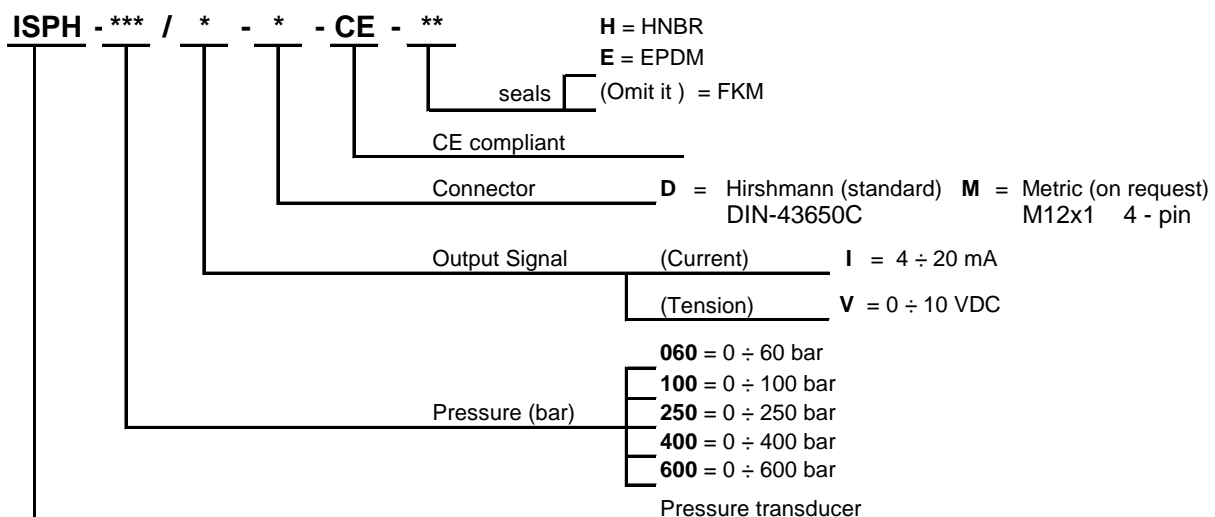 ISPH - *** / * - * - CE - **
H = HNBR
E = EPDM
seals (Omit it ) = FKM
CE compliant
Connector D = Hirshmann (standard) M = Metric (on request)
DIN-43650C M12x1 4 - pin
Output Signal (Current) I = 4 ÷ 20 mA
(Tension) V = 0 ÷ 10 VDC
060 = 0 ÷ 60 bar
100 = 0 ÷ 100 bar
Pressure (bar) 250 = 0 ÷ 250 bar
400 = 0 ÷ 400 bar
600 = 0 ÷ 600 bar
Pressure transducer